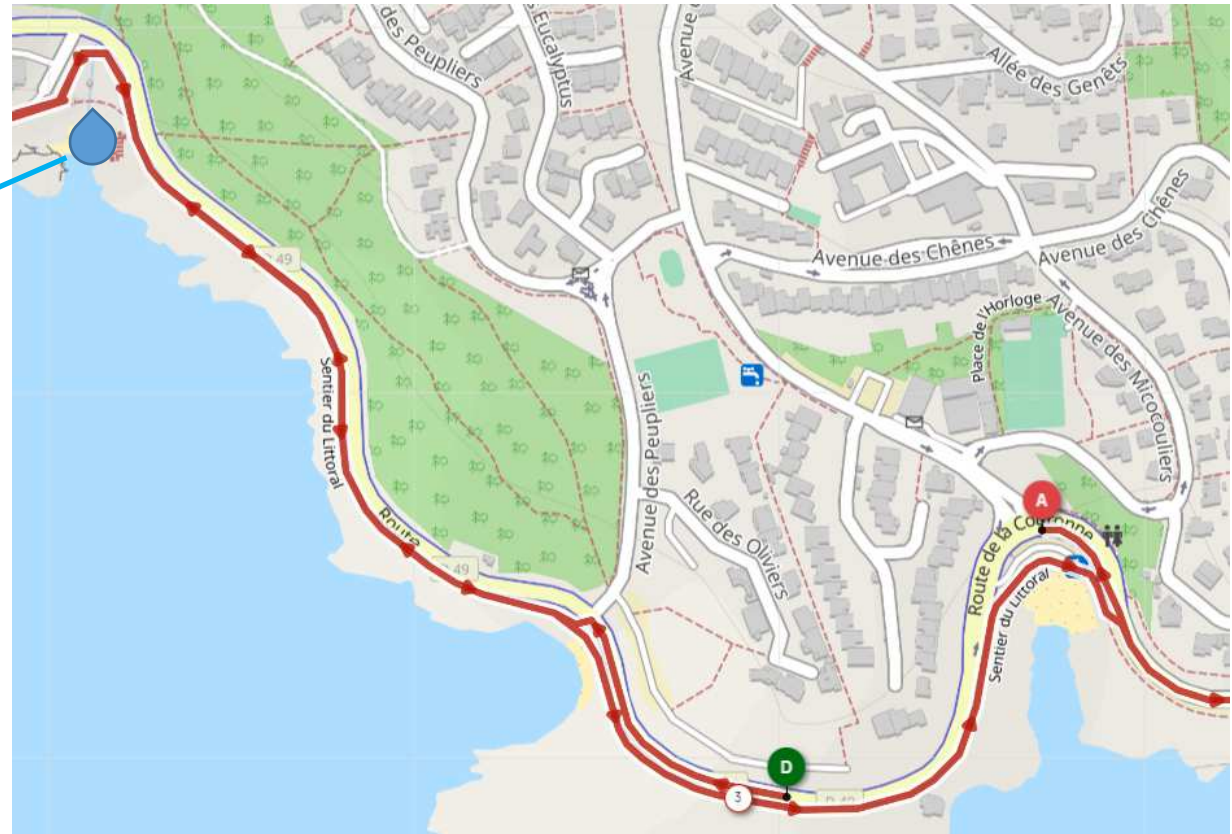 des Peupliers
Eucalyptus
Avenue d
Allée des Genêts
Avenue des Chênes
Avenue des Chênes
Place de l'Horloge
Avenue des Micocouliers
49
Sentier du Littoral
Avenue des Peupliers
Rue des Oliviers
Route
49
A
Route de la Couronne
Sentier du Littoral
D
3
D 49